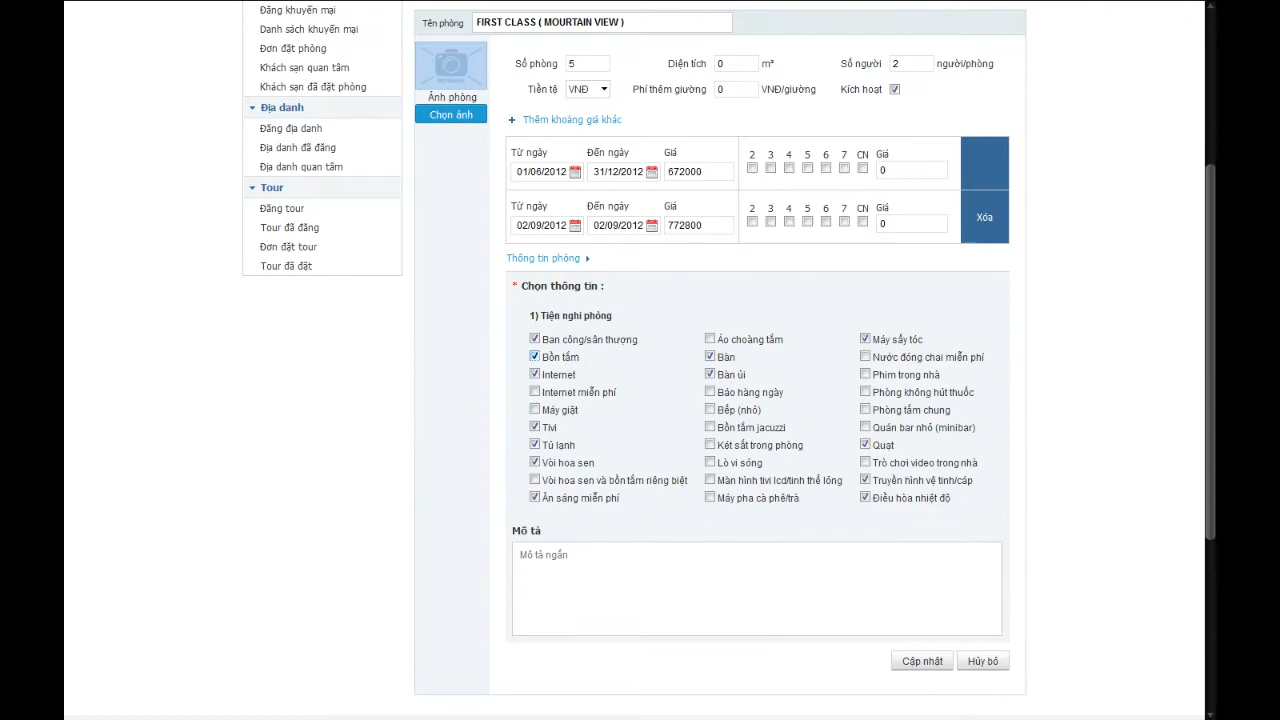 Đăng khuyến mại
Danh sách khuyến mại
Đơn đặt phòng
Khách sạn quan tâm
Khách sạn đã đặt phòng
Địa danh
Đăng địa danh
Địa danh đã đăng
Địa danh quan tâm
Tour
Đăng tour
Tour đã đăng
Đơn đặt tour
Tour đã đặt
Tên phòng FIRST CLASS ( MOURTAIN VIEW )
Ảnh phòng
Chọn ảnh
Số phòng 5 Diện tích 0 m² Số người 2 người/phòng
Tiền tệ VNĐ Phí thêm giường 0 VNĐ/giường Kích hoạt
+ Thêm khoảng giá khác
Từ ngày Đến ngày Giá 2 3 4 5 6 7 CN Giá
01/06/2012 31/12/2012 672000 0
Từ ngày Đến ngày Giá 2 3 4 5 6 7 CN Giá
02/09/2012 02/09/2012 772800 0 Xóa
Thông tin phòng
* Chọn thông tin :
1) Tiện nghi phòng
Ban công/sân thượng Áo choàng tắm Máy sấy tóc
Bồn tắm Bàn Nước đóng chai miễn phí
Internet Bàn ủi Phim trong nhà
Internet miễn phí Báo hàng ngày Phòng không hút thuốc
Máy giặt Bếp (nhỏ) Phòng tắm chung
Tivi Bồn tắm jacuzzi Quán bar nhỏ (minibar)
Tủ lạnh Két sắt trong phòng Quạt
Vòi hoa sen Lò vi sóng Trò chơi video trong nhà
Vòi hoa sen và bồn tắm riêng biệt Màn hình tivi lcd/tinh thể lỏng Truyền hình vệ tinh/cáp
Ăn sáng miễn phí Máy pha cà phê/trà Điều hòa nhiệt độ
Mô tả
Mô tả ngắn
Cập nhật Hủy bỏ